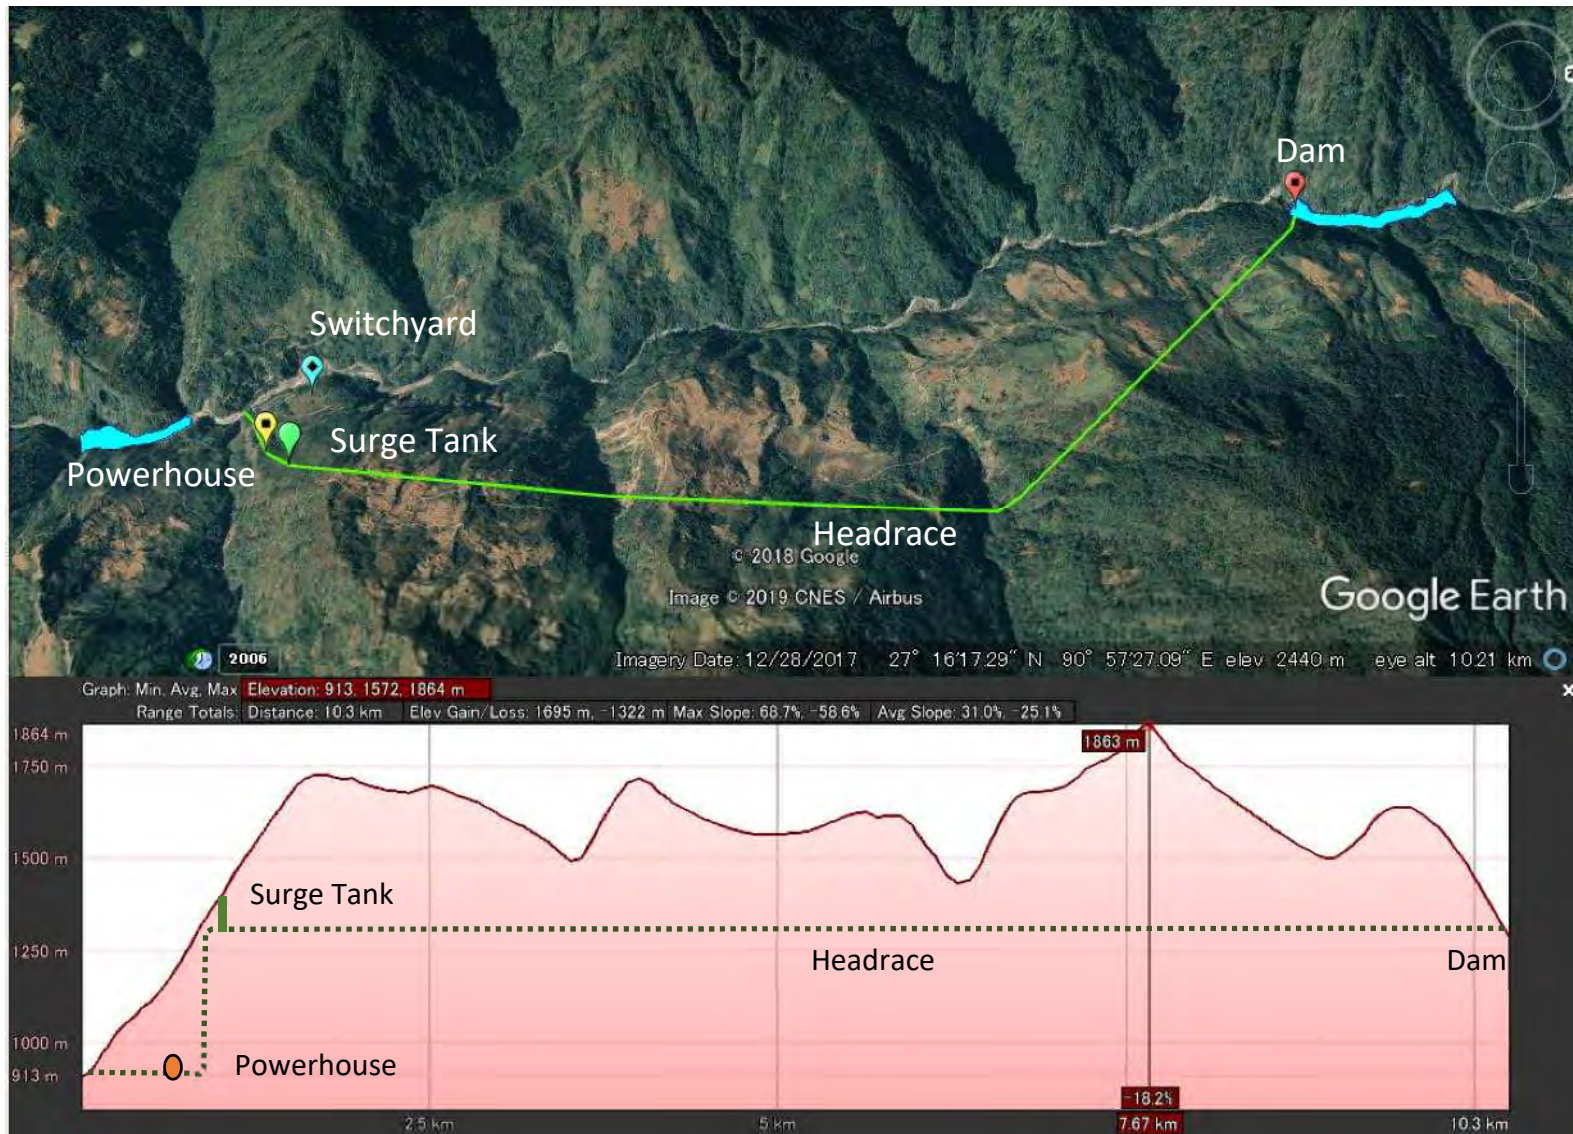 Dam
Switchyard
Surge Tank
Powerhouse
Headrace
© 2018 Google
Image © 2019 CNES / Airbus
Google Earth
2006
Imagery Date: 12/28/2017 27° 16'17.29" N 90° 57'27.09" E elev 2440 m eye alt 10.21 km
Graph: Min, Avg, Max Elevation: 913, 1572, 1864 m
Range Totals: Distance: 10.3 km Elev Gain/Loss: 1695 m, -1322 m Max Slope: 68.7%, -58.6% Avg Slope: 31.0%, -25.1%
1864 m
1863 m
1750 m
1500 m
Surge Tank
1250 m
Headrace
Dam
1000 m
Powerhouse
913 m
-18.2%
2.5 km
5 km
7.67 km
10.3 km